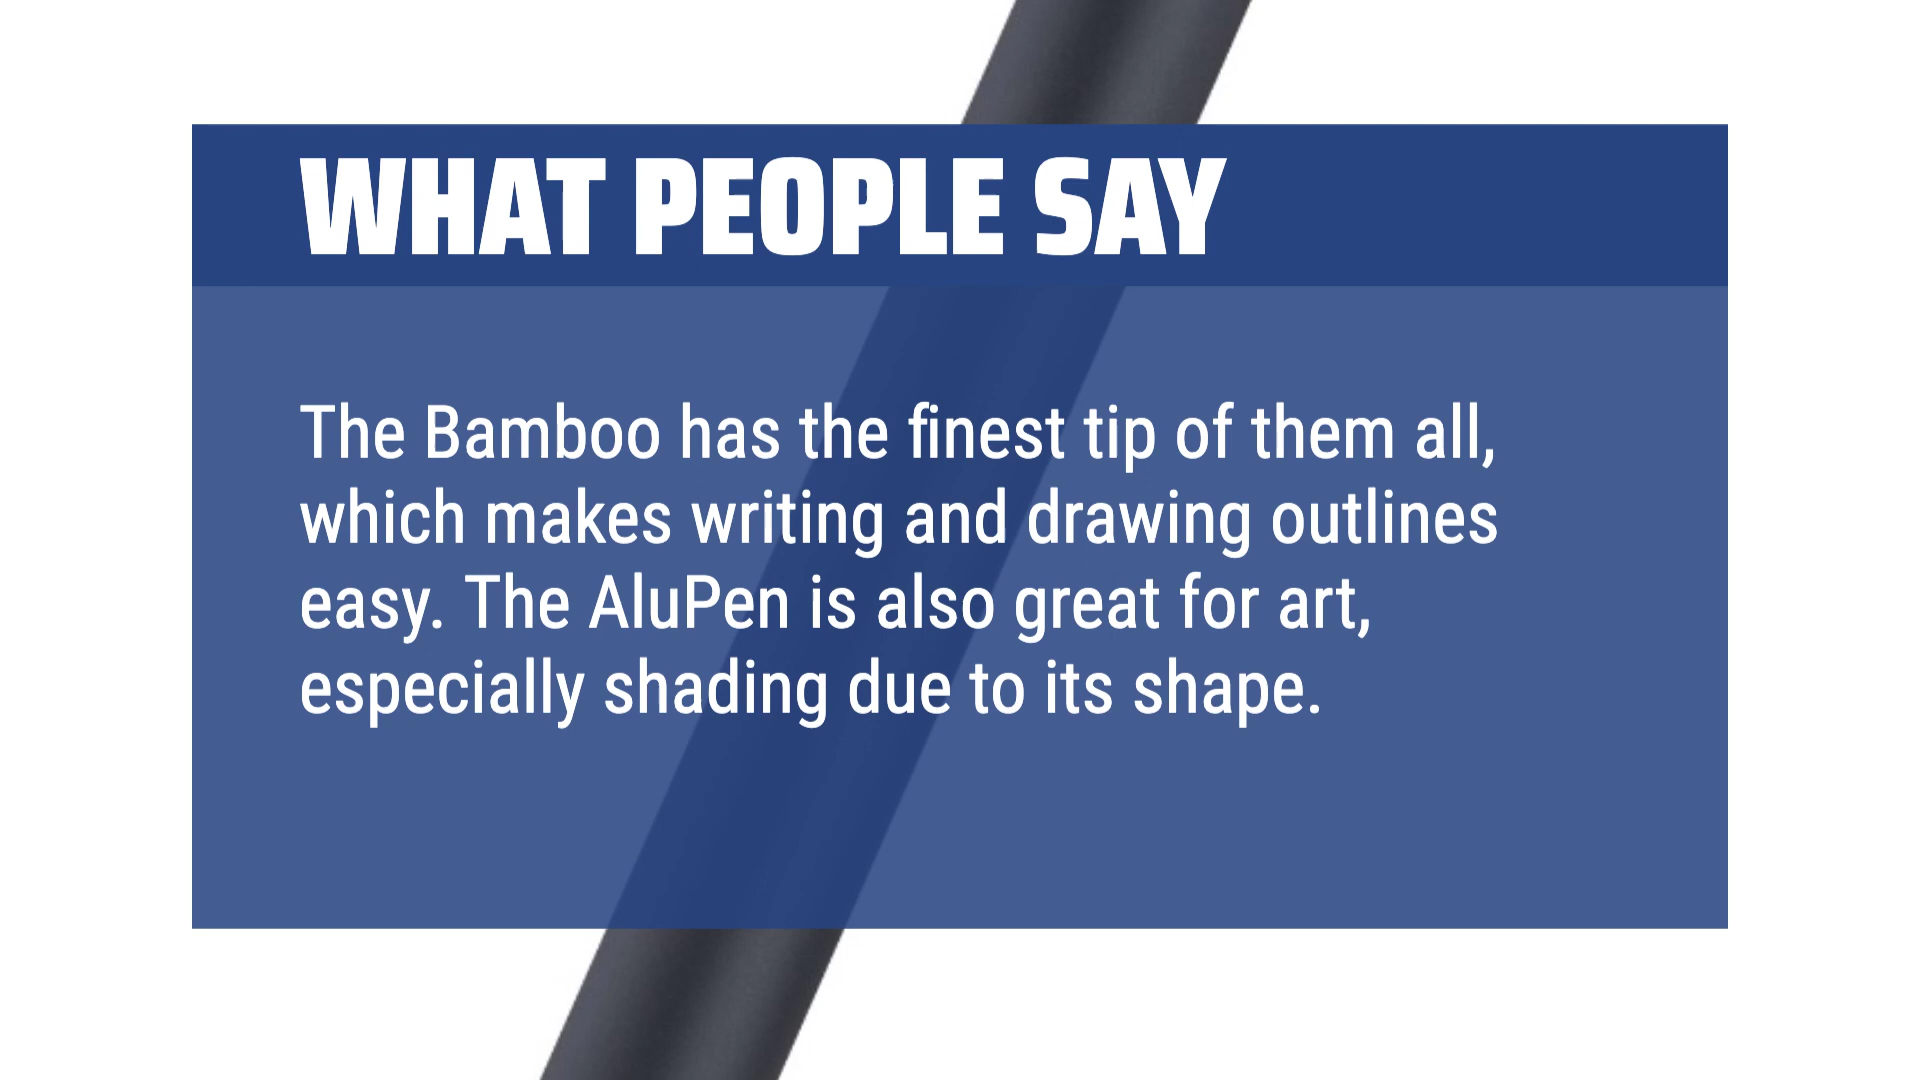 WHAT PEOPLE SAY
The Bamboo has the finest tip of them all,
which makes writing and drawing outlines
easy. The AluPen is also great for art,
especially shading due to its shape.